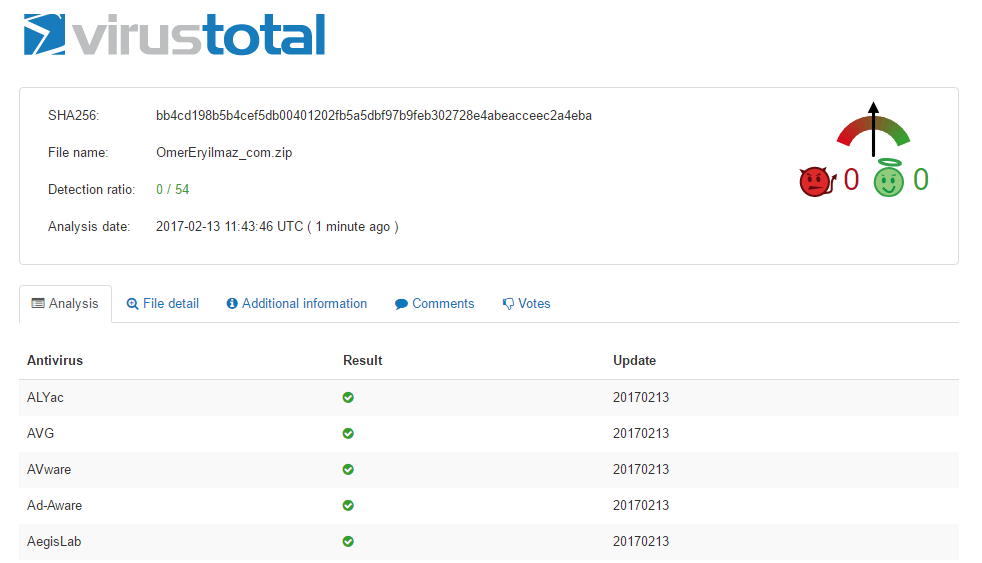 virustotal
SHA256: bb4cd198b5b4cef5db00401202fb5a5dbf97b9feb302728e4abeacceec2a4eba
File name: OmerEryilmaz_com.zip
Detection ratio: 0 / 54
Analysis date: 2017-02-13 11:43:46 UTC ( 1 minute ago )
0 0
Analysis File detail Additional information Comments Votes
Antivirus Result Update
ALYac 20170213
AVG 20170213
AVware 20170213
Ad-Aware 20170213
AegisLab 20170213